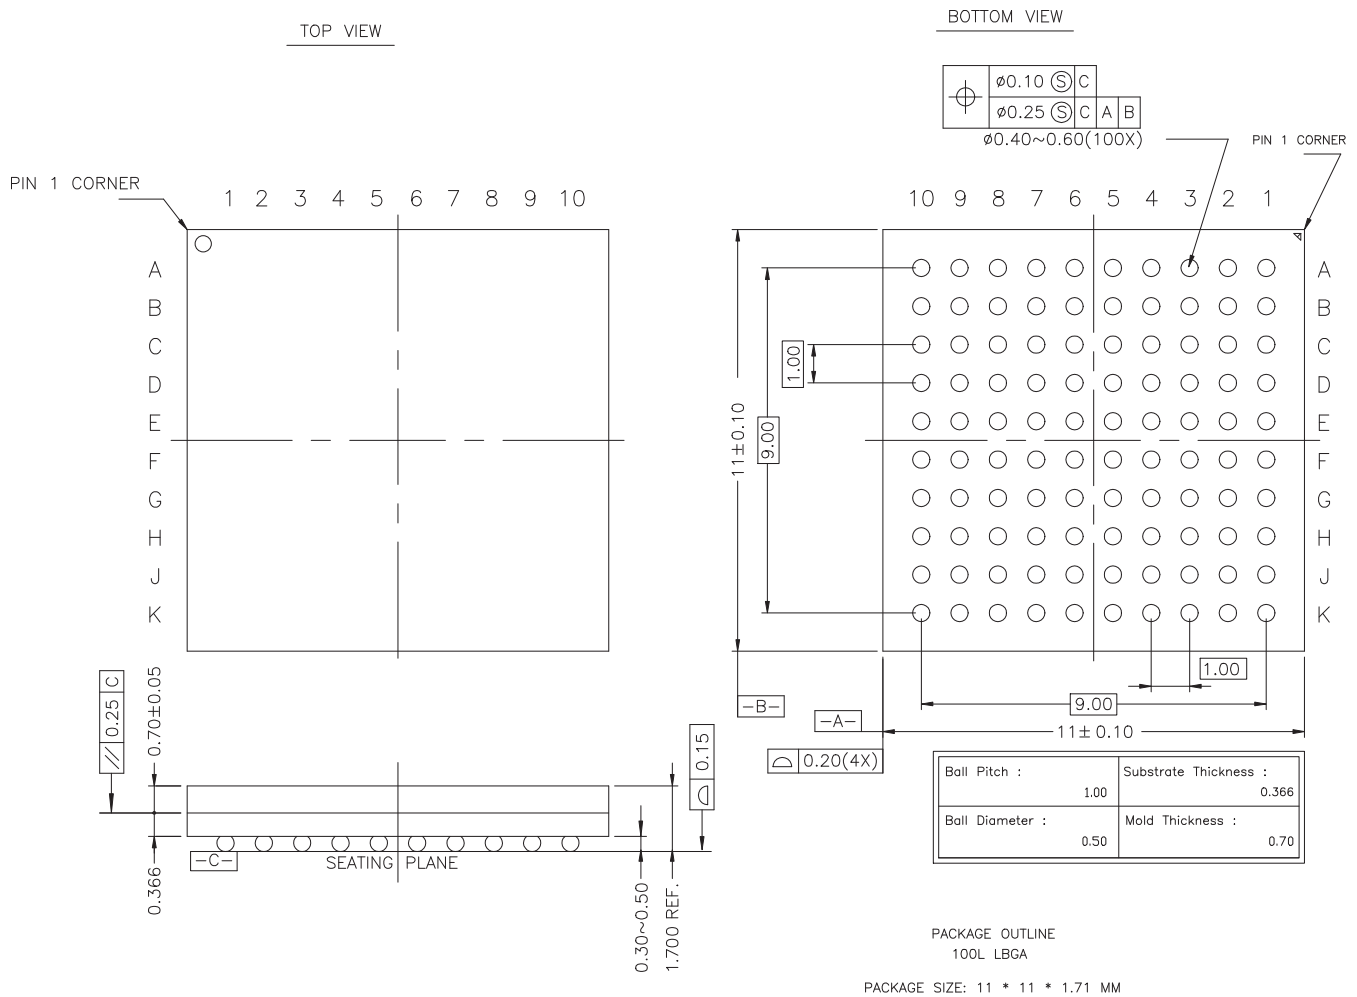 TOP VIEW
BOTTOM VIEW
⌀0.10 Ⓢ C
⌀0.25 Ⓢ C A B
⌀0.40~0.60(100X)
PIN 1 CORNER
PIN 1 CORNER
1 2 3 4 5 6 7 8 9 10
10 9 8 7 6 5 4 3 2 1
A
B
C
D
E
F
G
H
J
K
A
B
C
D
E
F
G
H
J
K
1.00
9.00
11±0.10
1.00
9.00
11±0.10
-B-
-A-
⌓ 0.20(4X)
// 0.25 C
0.70±0.05
0.366
-C-
SEATING PLANE
0.30~0.50
1.700 REF.
⌓ 0.15
Ball Pitch :
1.00
Substrate Thickness :
0.366
Ball Diameter :
0.50
Mold Thickness :
0.70
PACKAGE OUTLINE
100L LBGA
PACKAGE SIZE: 11 * 11 * 1.71 MM